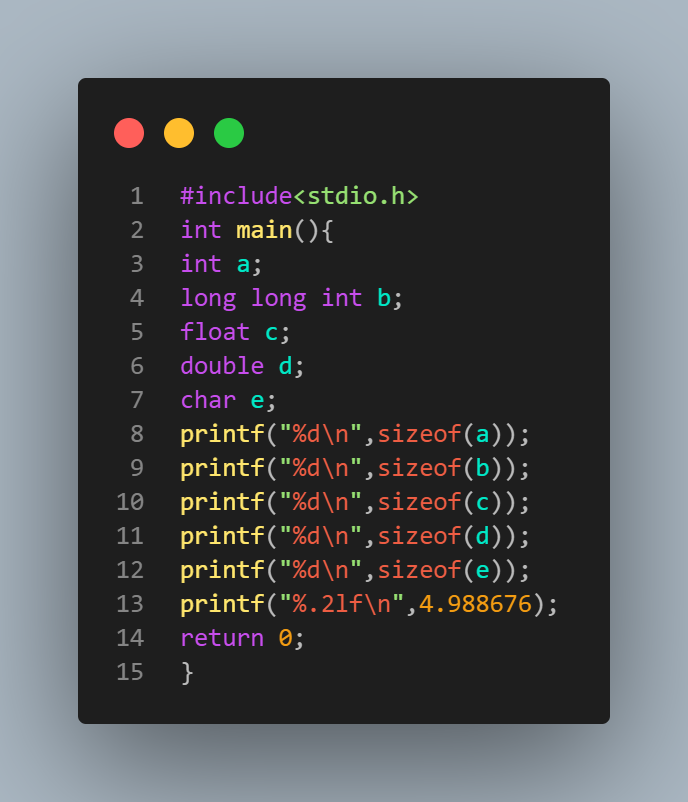 1 #include<stdio.h>
2 int main(){
3 int a;
4 long long int b;
5 float c;
6 double d;
7 char e;
8 printf("%d\n",sizeof(a));
9 printf("%d\n",sizeof(b));
10 printf("%d\n",sizeof(c));
11 printf("%d\n",sizeof(d));
12 printf("%d\n",sizeof(e));
13 printf("%.2lf\n",4.988676);
14 return 0;
15 }